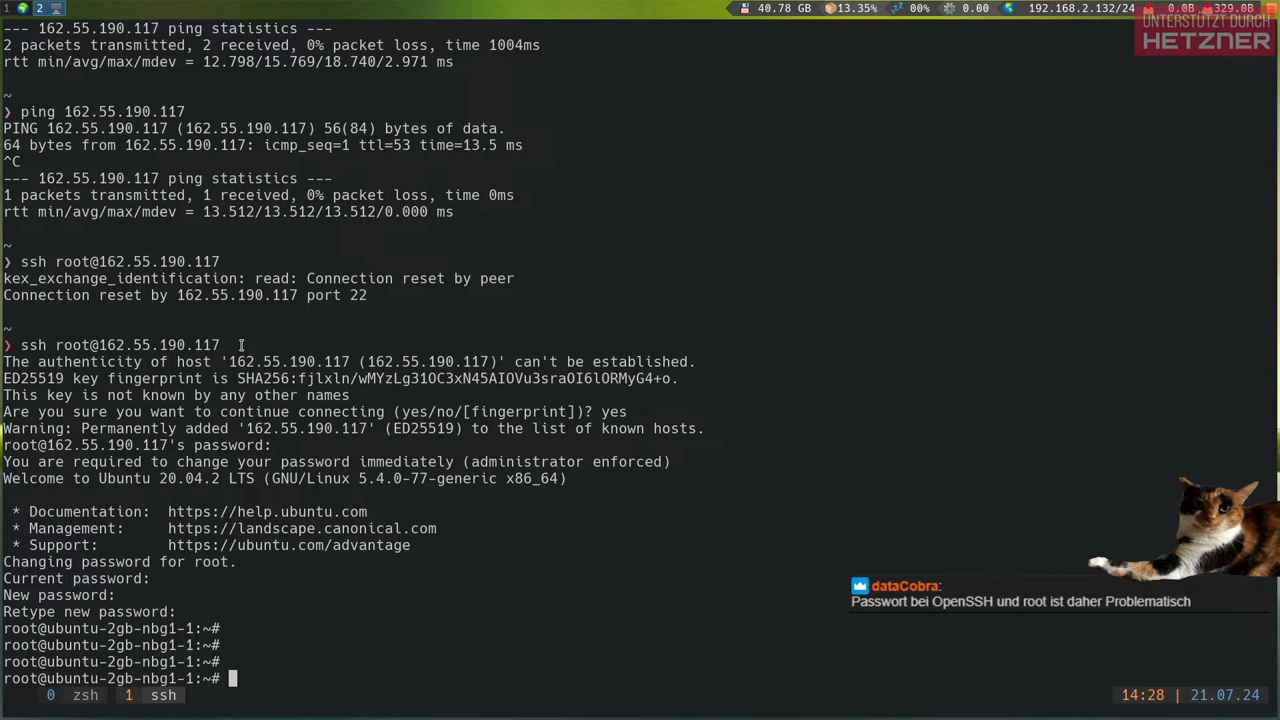 1 2 40.78 GB 13.35% 00% 0.00 192.168.2.132/24 0.0B 329.0B
UNTERSTÜTZT DURCH
HETZNER
--- 162.55.190.117 ping statistics ---
2 packets transmitted, 2 received, 0% packet loss, time 1004ms
rtt min/avg/max/mdev = 12.798/15.769/18.740/2.971 ms
~
❯ ping 162.55.190.117
PING 162.55.190.117 (162.55.190.117) 56(84) bytes of data.
64 bytes from 162.55.190.117: icmp_seq=1 ttl=53 time=13.5 ms
^C
--- 162.55.190.117 ping statistics ---
1 packets transmitted, 1 received, 0% packet loss, time 0ms
rtt min/avg/max/mdev = 13.512/13.512/13.512/0.000 ms
~
❯ ssh root@162.55.190.117
kex_exchange_identification: read: Connection reset by peer
Connection reset by 162.55.190.117 port 22
~
❯ ssh root@162.55.190.117
The authenticity of host '162.55.190.117 (162.55.190.117)' can't be established.
ED25519 key fingerprint is SHA256:fjlxln/wMYzLg31OC3xN45AIOVu3sraOI6lORMyG4+o.
This key is not known by any other names
Are you sure you want to continue connecting (yes/no/[fingerprint])? yes
Warning: Permanently added '162.55.190.117' (ED25519) to the list of known hosts.
root@162.55.190.117's password:
You are required to change your password immediately (administrator enforced)
Welcome to Ubuntu 20.04.2 LTS (GNU/Linux 5.4.0-77-generic x86_64)
* Documentation: https://help.ubuntu.com
* Management: https://landscape.canonical.com
* Support: https://ubuntu.com/advantage
Changing password for root.
Current password:
New password:
Retype new password:
root@ubuntu-2gb-nbg1-1:~#
root@ubuntu-2gb-nbg1-1:~#
root@ubuntu-2gb-nbg1-1:~#
root@ubuntu-2gb-nbg1-1:~#
dataCobra:
Passwort bei OpenSSH und root ist daher Problematisch
0 zsh 1 ssh 14:28 | 21.07.24